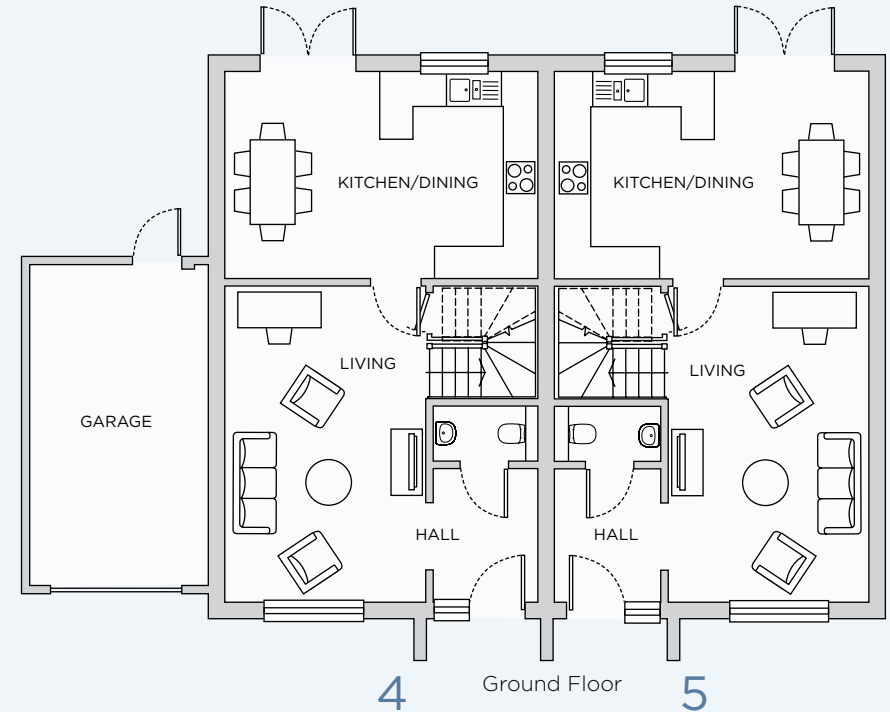 KITCHEN/DINING KITCHEN/DINING
LIVING LIVING
GARAGE
HALL HALL
4 Ground Floor 5